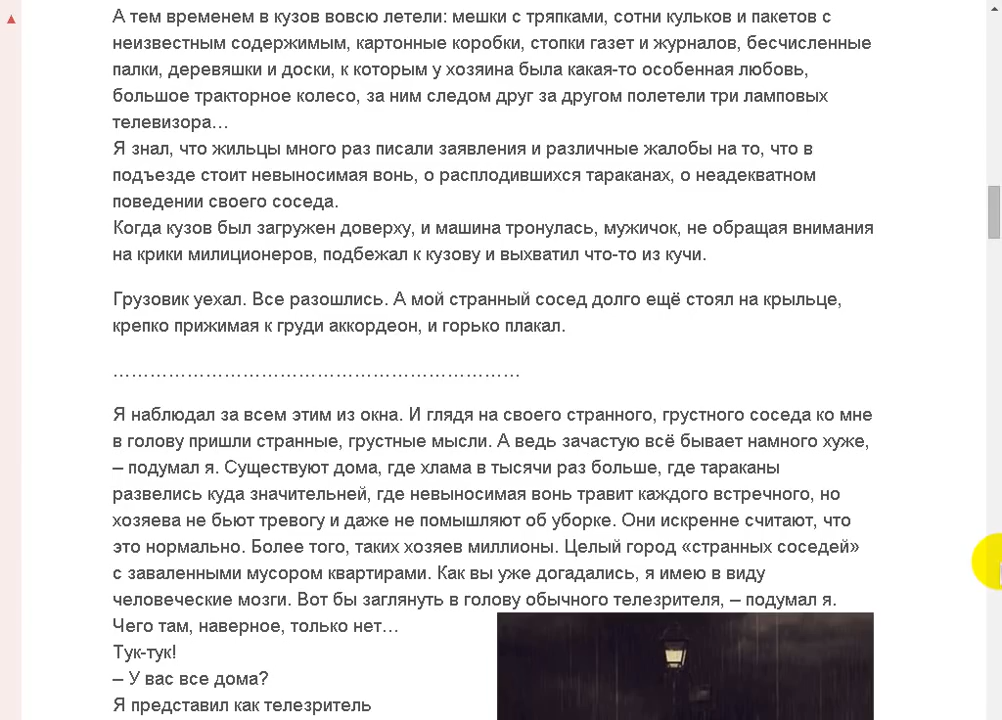 А тем временем в кузов вовсю летели: мешки с тряпками, сотни кульков и пакетов с
неизвестным содержимым, картонные коробки, стопки газет и журналов, бесчисленные
палки, деревяшки и доски, к которым у хозяина была какая-то особенная любовь,
большое тракторное колесо, за ним следом друг за другом полетели три ламповых
телевизора…
Я знал, что жильцы много раз писали заявления и различные жалобы на то, что в
подъезде стоит невыносимая вонь, о расплодившихся тараканах, о неадекватном
поведении своего соседа.
Когда кузов был загружен доверху, и машина тронулась, мужичок, не обращая внимания
на крики милиционеров, подбежал к кузову и выхватил что-то из кучи.
Грузовик уехал. Все разошлись. А мой странный сосед долго ещё стоял на крыльце,
крепко прижимая к груди аккордеон, и горько плакал.
…………………………………………………………
Я наблюдал за всем этим из окна. И глядя на своего странного, грустного соседа ко мне
в голову пришли странные, грустные мысли. А ведь зачастую всё бывает намного хуже,
– подумал я. Существуют дома, где хлама в тысячи раз больше, где тараканы
развелись куда значительней, где невыносимая вонь травит каждого встречного, но
хозяева не бьют тревогу и даже не помышляют об уборке. Они искренне считают, что
это нормально. Более того, таких хозяев миллионы. Целый город «странных соседей»
с заваленными мусором квартирами. Как вы уже догадались, я имею в виду
человеческие мозги. Вот бы заглянуть в голову обычного телезрителя, – подумал я.
Чего там, наверное, только нет…
Тук-тук!
– У вас все дома?
Я представил как телезритель